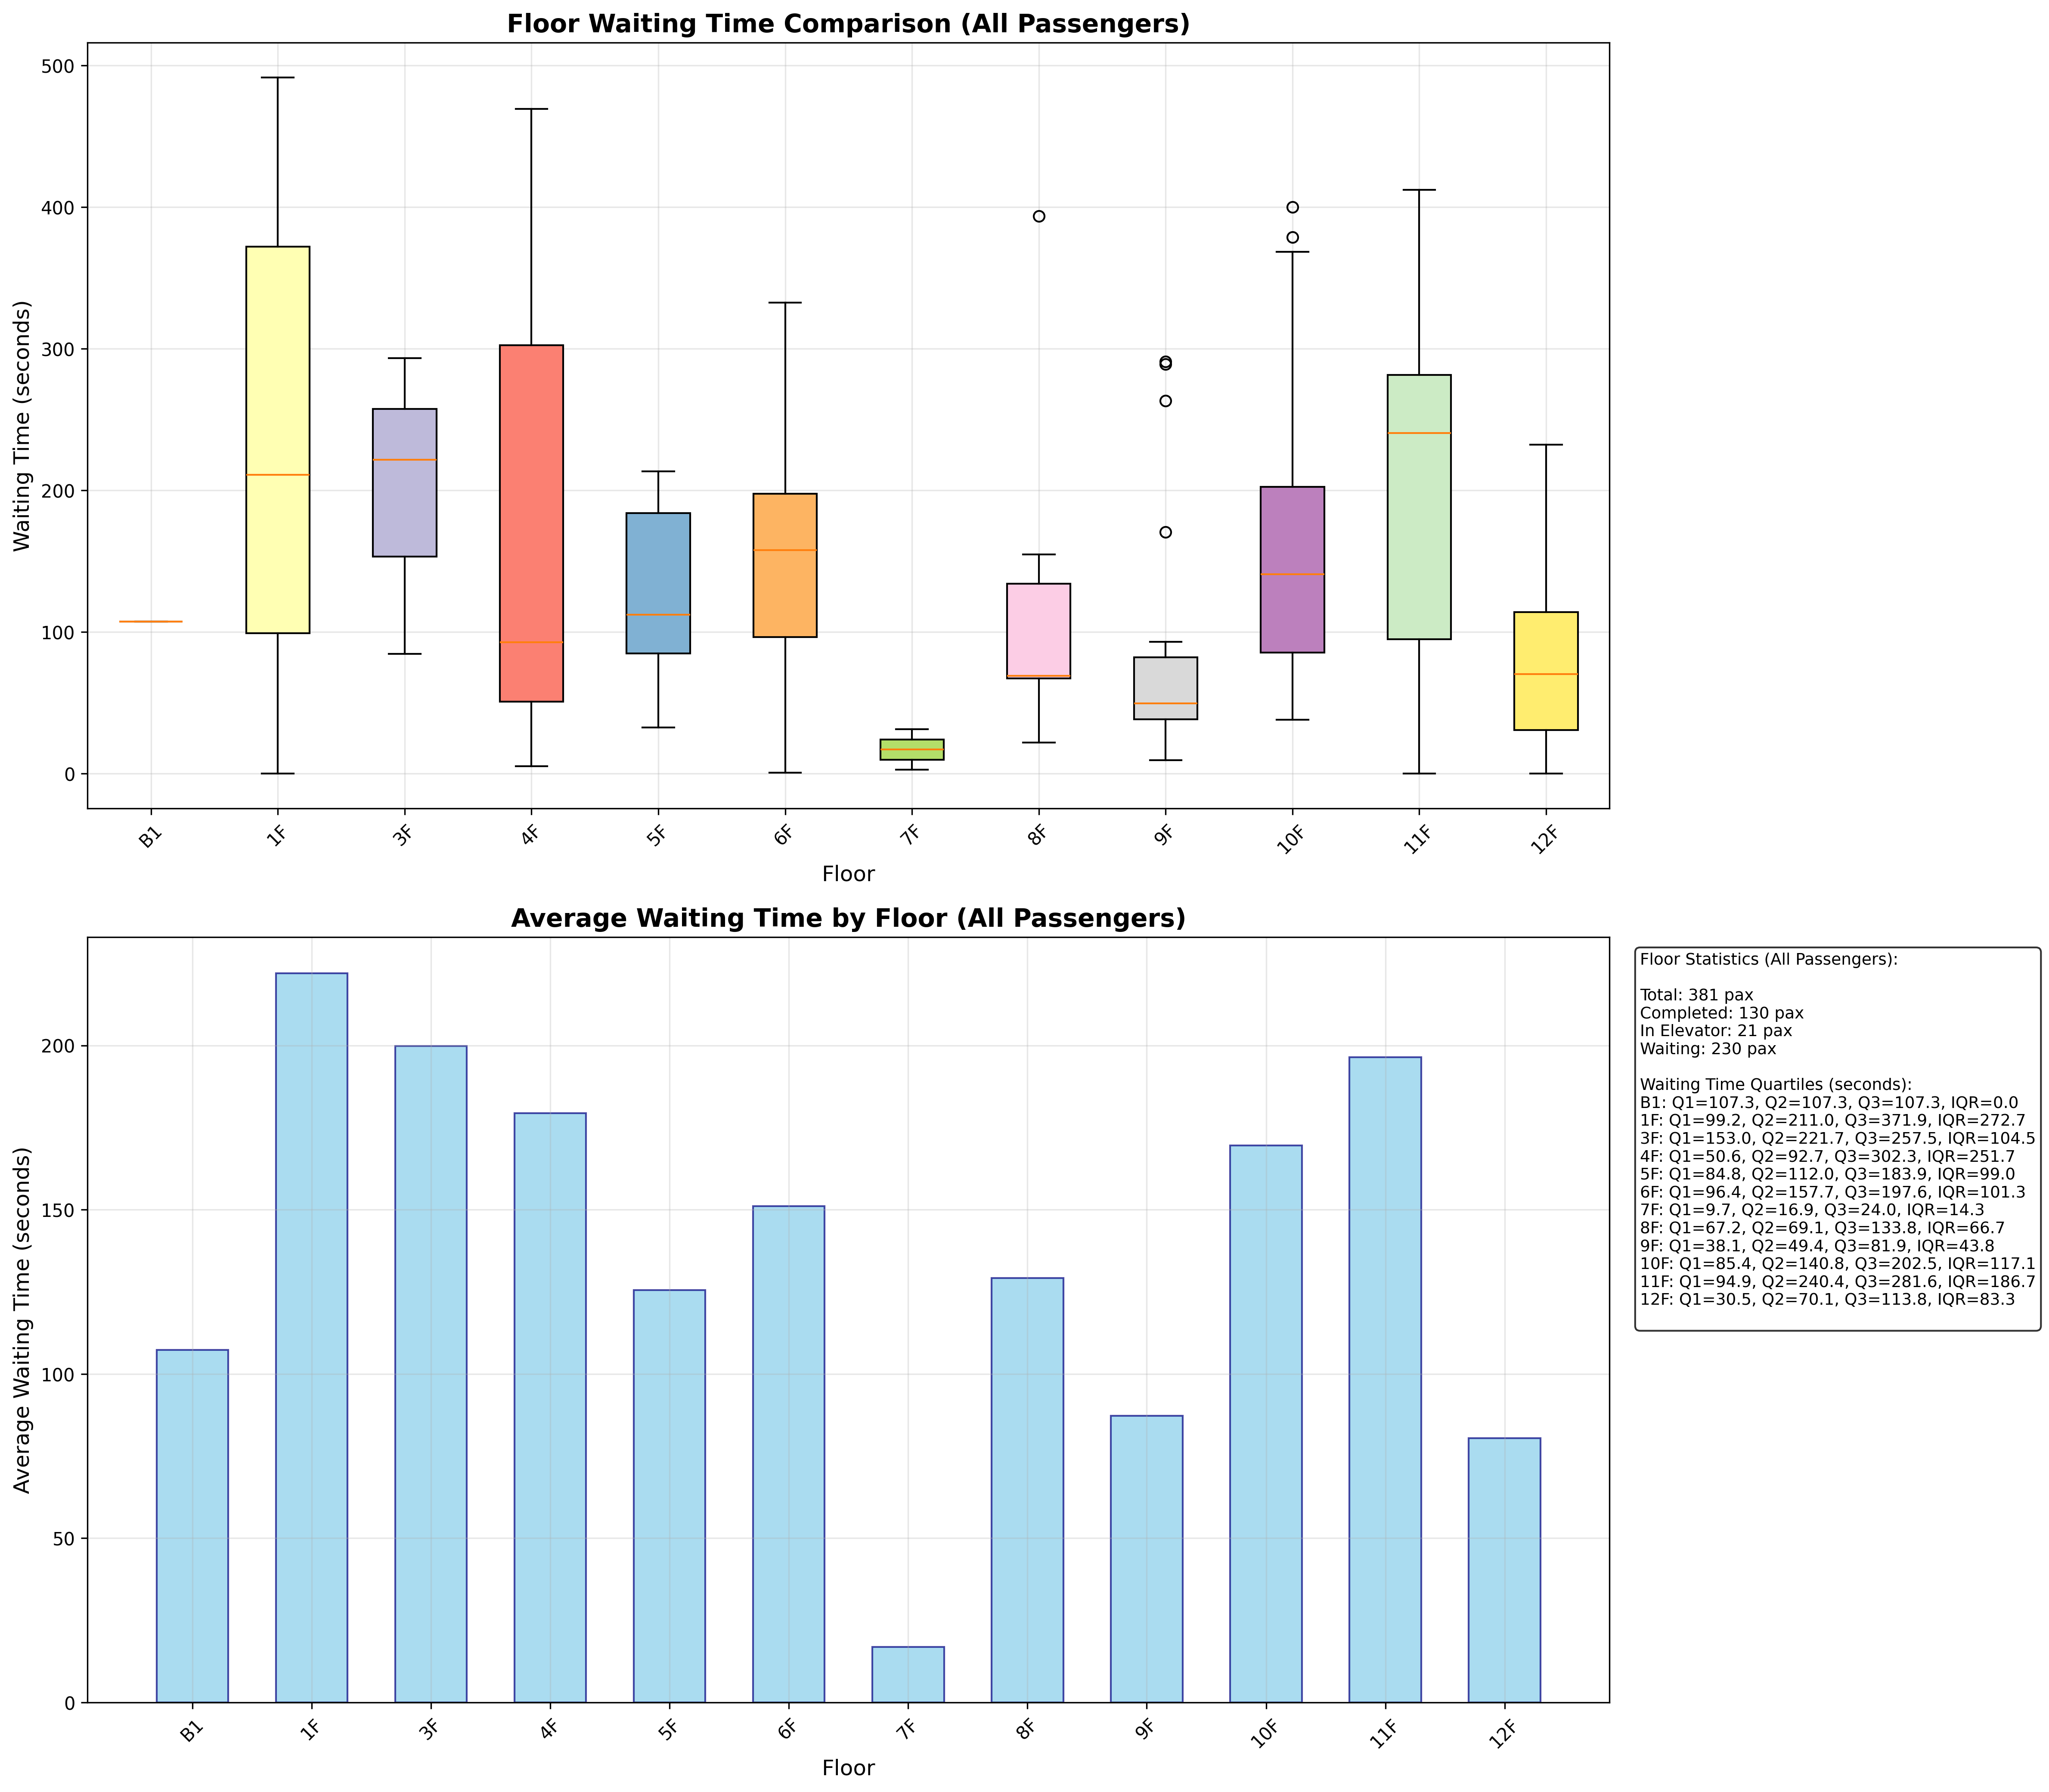 Floor Waiting Time Comparison (All Passengers)
Waiting Time (seconds)
500
400
300
200
100
0
B1 1F 3F 4F 5F 6F 7F 8F 9F 10F 11F 12F
Floor
Average Waiting Time by Floor (All Passengers)
Average Waiting Time (seconds)
200
150
100
50
0
B1 1F 3F 4F 5F 6F 7F 8F 9F 10F 11F 12F
Floor
Floor Statistics (All Passengers):
Total: 381 pax
Completed: 130 pax
In Elevator: 21 pax
Waiting: 230 pax
Waiting Time Quartiles (seconds):
B1: Q1=107.3, Q2=107.3, Q3=107.3, IQR=0.0
1F: Q1=99.2, Q2=211.0, Q3=371.9, IQR=272.7
3F: Q1=153.0, Q2=221.7, Q3=257.5, IQR=104.5
4F: Q1=50.6, Q2=92.7, Q3=302.3, IQR=251.7
5F: Q1=84.8, Q2=112.0, Q3=183.9, IQR=99.0
6F: Q1=96.4, Q2=157.7, Q3=197.6, IQR=101.3
7F: Q1=9.7, Q2=16.9, Q3=24.0, IQR=14.3
8F: Q1=67.2, Q2=69.1, Q3=133.8, IQR=66.7
9F: Q1=38.1, Q2=49.4, Q3=81.9, IQR=43.8
10F: Q1=85.4, Q2=140.8, Q3=202.5, IQR=117.1
11F: Q1=94.9, Q2=240.4, Q3=281.6, IQR=186.7
12F: Q1=30.5, Q2=70.1, Q3=113.8, IQR=83.3